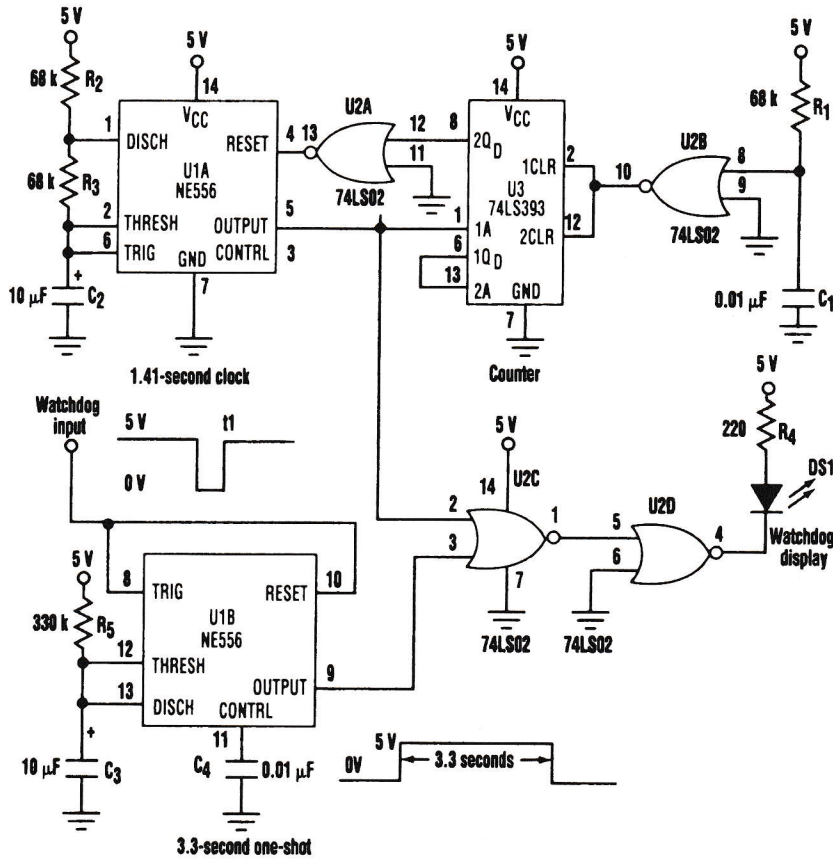 5 V
68 k R2
5 V
14
VCC
1 DISCH
RESET 4
U1A
NE556
68 k R3
2 THRESH
6 TRIG
OUTPUT 5
CONTRL 3
GND
7
10 μF + C2
1.41-second clock
U2A
13
12
11
74LS02
5 V
14
VCC
8 2QD
1CLR 2
U3
74LS393
1 1A
6 1QD
13 2A
12 2CLR
GND
7
Counter
U2B
10
8
9
74LS02
5 V
68 k R1
0.01 μF C1
Watchdog
input
5 V t1
0 V
5 V
330 k R5
8 TRIG
RESET 10
U1B
NE556
12 THRESH
13 DISCH
OUTPUT 9
CONTRL
11
10 μF + C3
C4 0.01 μF
3.3-second one-shot
5 V
U2C
14
2
3
1
7
74LS02
U2D
5
6
4
74LS02
5 V
220 R4
DS1
Watchdog
display
5 V
0V
3.3 seconds